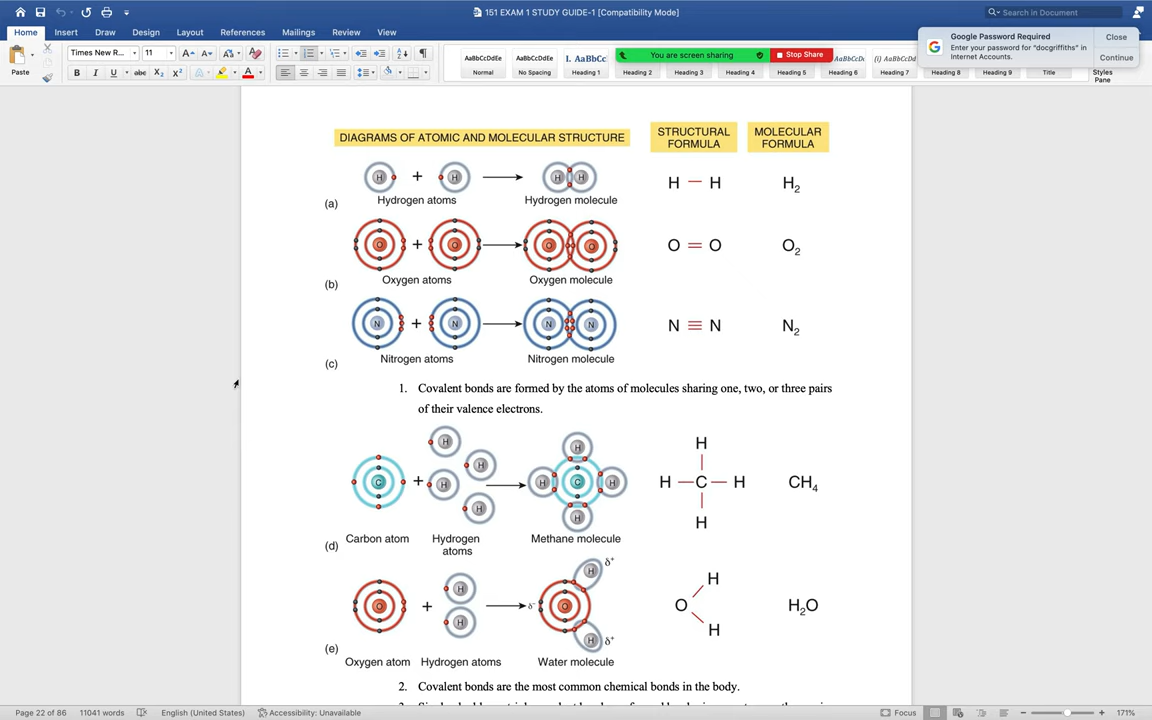 151 EXAM 1 STUDY GUIDE-1 [Compatibility Mode]
Search in Document
Home Insert Draw Design Layout References Mailings Review View
Google Password Required
Enter your password for "docgriffiths" in
Internet Accounts.
Close
Continue
Paste
Times New R... 11
You are screen sharing
Stop Share
AaBbCcDdEe AaBbCcDdEe I. AaBbCc
Normal No Spacing Heading 1 Heading 2 Heading 3 Heading 4 Heading 5 Heading 6 Heading 7 Heading 8 Heading 9 Title
Styles
Pane
DIAGRAMS OF ATOMIC AND MOLECULAR STRUCTURE
STRUCTURAL
FORMULA
MOLECULAR
FORMULA
H + H H H
H — H
H₂
(a)
Hydrogen atoms
Hydrogen molecule
O + O O O
O = O
O₂
(b)
Oxygen atoms
Oxygen molecule
N + N N N
N ≡ N
N₂
(c)
Nitrogen atoms
Nitrogen molecule
1. Covalent bonds are formed by the atoms of molecules sharing one, two, or three pairs
of their valence electrons.
H
H
H
H
C +
H
H C H
H
H
H — C — H
H
CH₄
(d)
Carbon atom
Hydrogen
atoms
Methane molecule
O +
H
H
H δ+
δ- O
H δ+
H
O
H
H₂O
(e)
Oxygen atom
Hydrogen atoms
Water molecule
2. Covalent bonds are the most common chemical bonds in the body.
Page 22 of 86 11041 words English (United States) Accessibility: Unavailable Focus 171%